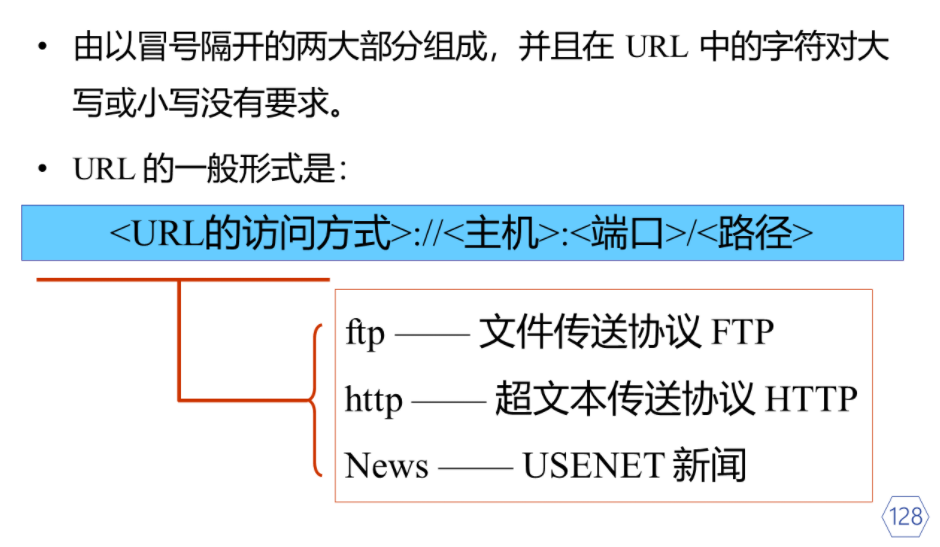 • 由以冒号隔开的两大部分组成，并且在 URL 中的字符对大
写或小写没有要求。
• URL 的一般形式是：
<URL的访问方式>://<主机>:<端口>/<路径>
ftp —— 文件传送协议 FTP
http —— 超文本传送协议 HTTP
News —— USENET 新闻
128